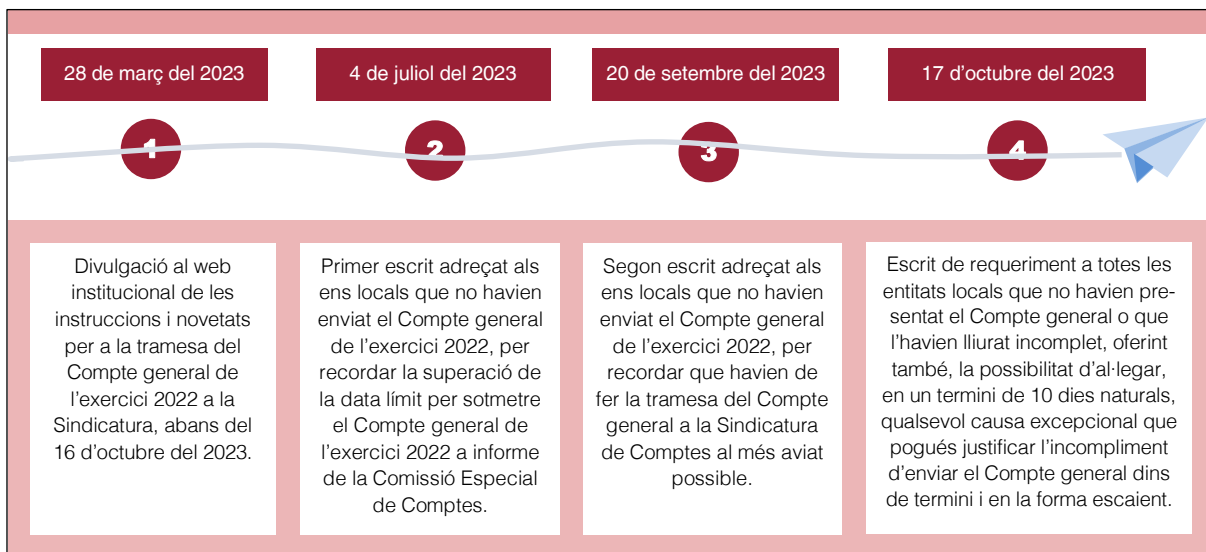 28 de març del 2023
4 de juliol del 2023
20 de setembre del 2023
17 d’octubre del 2023
1
2
3
4
Divulgació al web
institucional de les
instruccions i novetats
per a la tramesa del
Compte general de
l’exercici 2022 a la
Sindicatura, abans del
16 d’octubre del 2023.
Primer escrit adreçat als
ens locals que no havien
enviat el Compte general
de l’exercici 2022, per
recordar la superació de
la data límit per sotmetre
el Compte general de
l’exercici 2022 a informe
de la Comissió Especial
de Comptes.
Segon escrit adreçat als
ens locals que no havien
enviat el Compte general
de l’exercici 2022, per
recordar que havien de
fer la tramesa del Compte
general a la Sindicatura
de Comptes al més aviat
possible.
Escrit de requeriment a totes les
entitats locals que no havien pre-
sentat el Compte general o que
l’havien lliurat incomplet, oferint
també, la possibilitat d’al·legar,
en un termini de 10 dies naturals,
qualsevol causa excepcional que
pogués justificar l’incompliment
d’enviar el Compte general dins
de termini i en la forma escaient.